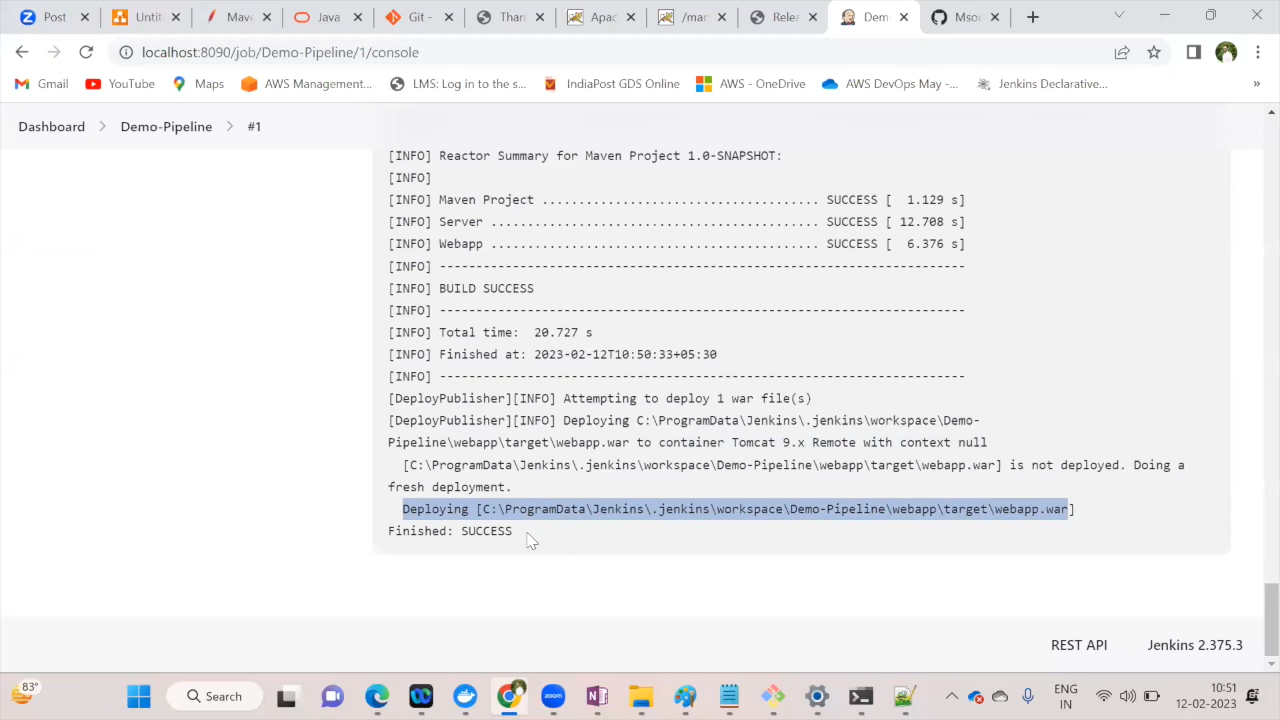 Post
Untit
Mave
Java
Git -
Than
Apac
/mar
Relea
Demo
Msoc
localhost:8090/job/Demo-Pipeline/1/console
Gmail
YouTube
Maps
AWS Management...
LMS: Log in to the s...
IndiaPost GDS Online
AWS - OneDrive
AWS DevOps May -...
Jenkins Declarative...
»
Dashboard > Demo-Pipeline > #1
[INFO] Reactor Summary for Maven Project 1.0-SNAPSHOT:
[INFO]
[INFO] Maven Project ...................................... SUCCESS [  1.129 s]
[INFO] Server ............................................. SUCCESS [ 12.708 s]
[INFO] Webapp ............................................. SUCCESS [  6.376 s]
[INFO] ------------------------------------------------------------------------
[INFO] BUILD SUCCESS
[INFO] ------------------------------------------------------------------------
[INFO] Total time:  20.727 s
[INFO] Finished at: 2023-02-12T10:50:33+05:30
[INFO] ------------------------------------------------------------------------
[DeployPublisher][INFO] Attempting to deploy 1 war file(s)
[DeployPublisher][INFO] Deploying C:\ProgramData\Jenkins\.jenkins\workspace\Demo-
Pipeline\webapp\target\webapp.war to container Tomcat 9.x Remote with context null
[C:\ProgramData\Jenkins\.jenkins\workspace\Demo-Pipeline\webapp\target\webapp.war] is not deployed. Doing a
fresh deployment.
Deploying [C:\ProgramData\Jenkins\.jenkins\workspace\Demo-Pipeline\webapp\target\webapp.war]
Finished: SUCCESS
REST API
Jenkins 2.375.3
83°
Search
zoom
ENG
IN
10:51
12-02-2023